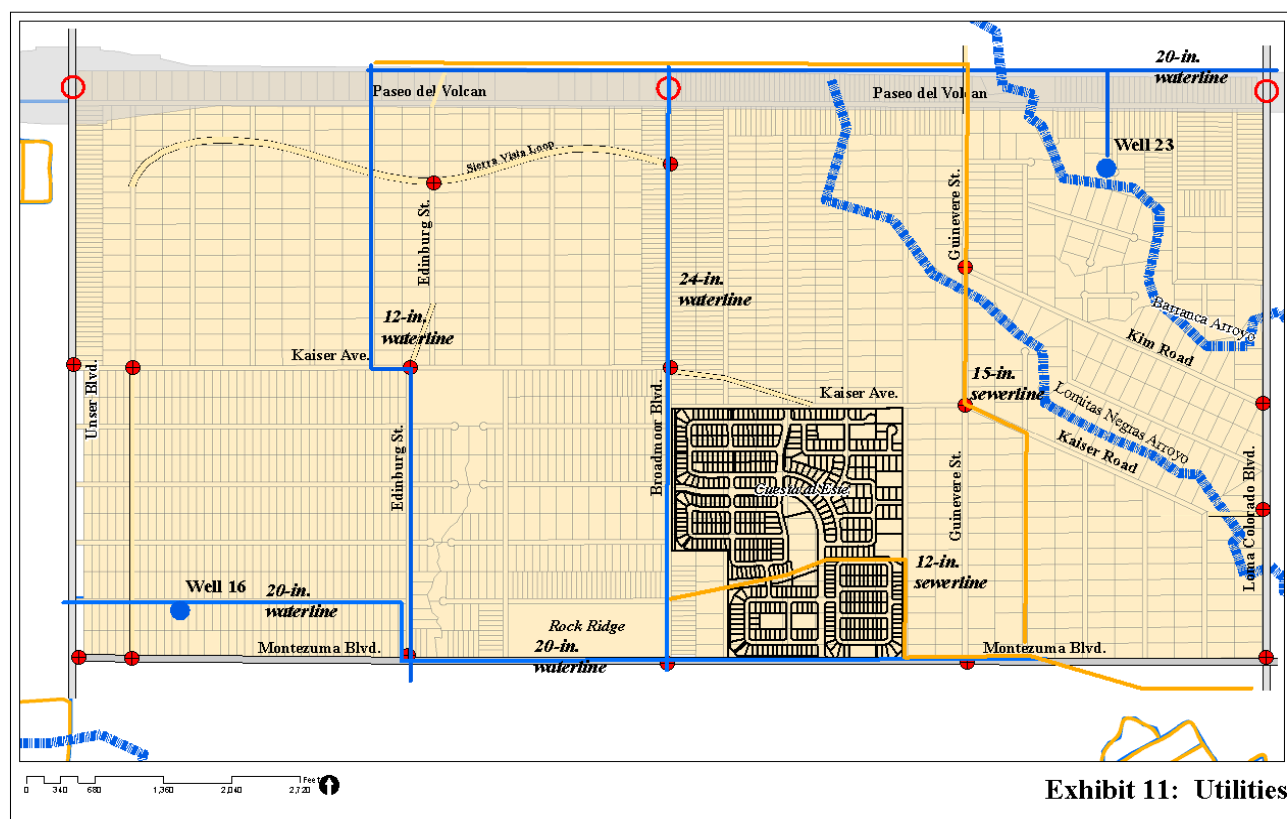 20-in.
waterline
Paseo del Volcan
Paseo del Volcan
Well 23
Sierra Vista Loop
Edinburg St.
Guinevere St.
24-in.
waterline
12-in.
waterline
Barranca Arroyo
Kim Road
Kaiser Ave.
Unser Blvd.
15-in.
sewerline
Kaiser Ave.
Broadmoor Blvd.
Lomitas Negras Arroyo
Kaiser Road
Edinburg St.
Cuesta al Este
Guinevere St.
Loma Colorado Blvd.
12-in.
sewerline
Well 16
20-in.
waterline
Rock Ridge
Montezuma Blvd.
20-in.
waterline
Montezuma Blvd.
Feet
0 340 680 1,360 2,040 2,720
Exhibit 11: Utilities